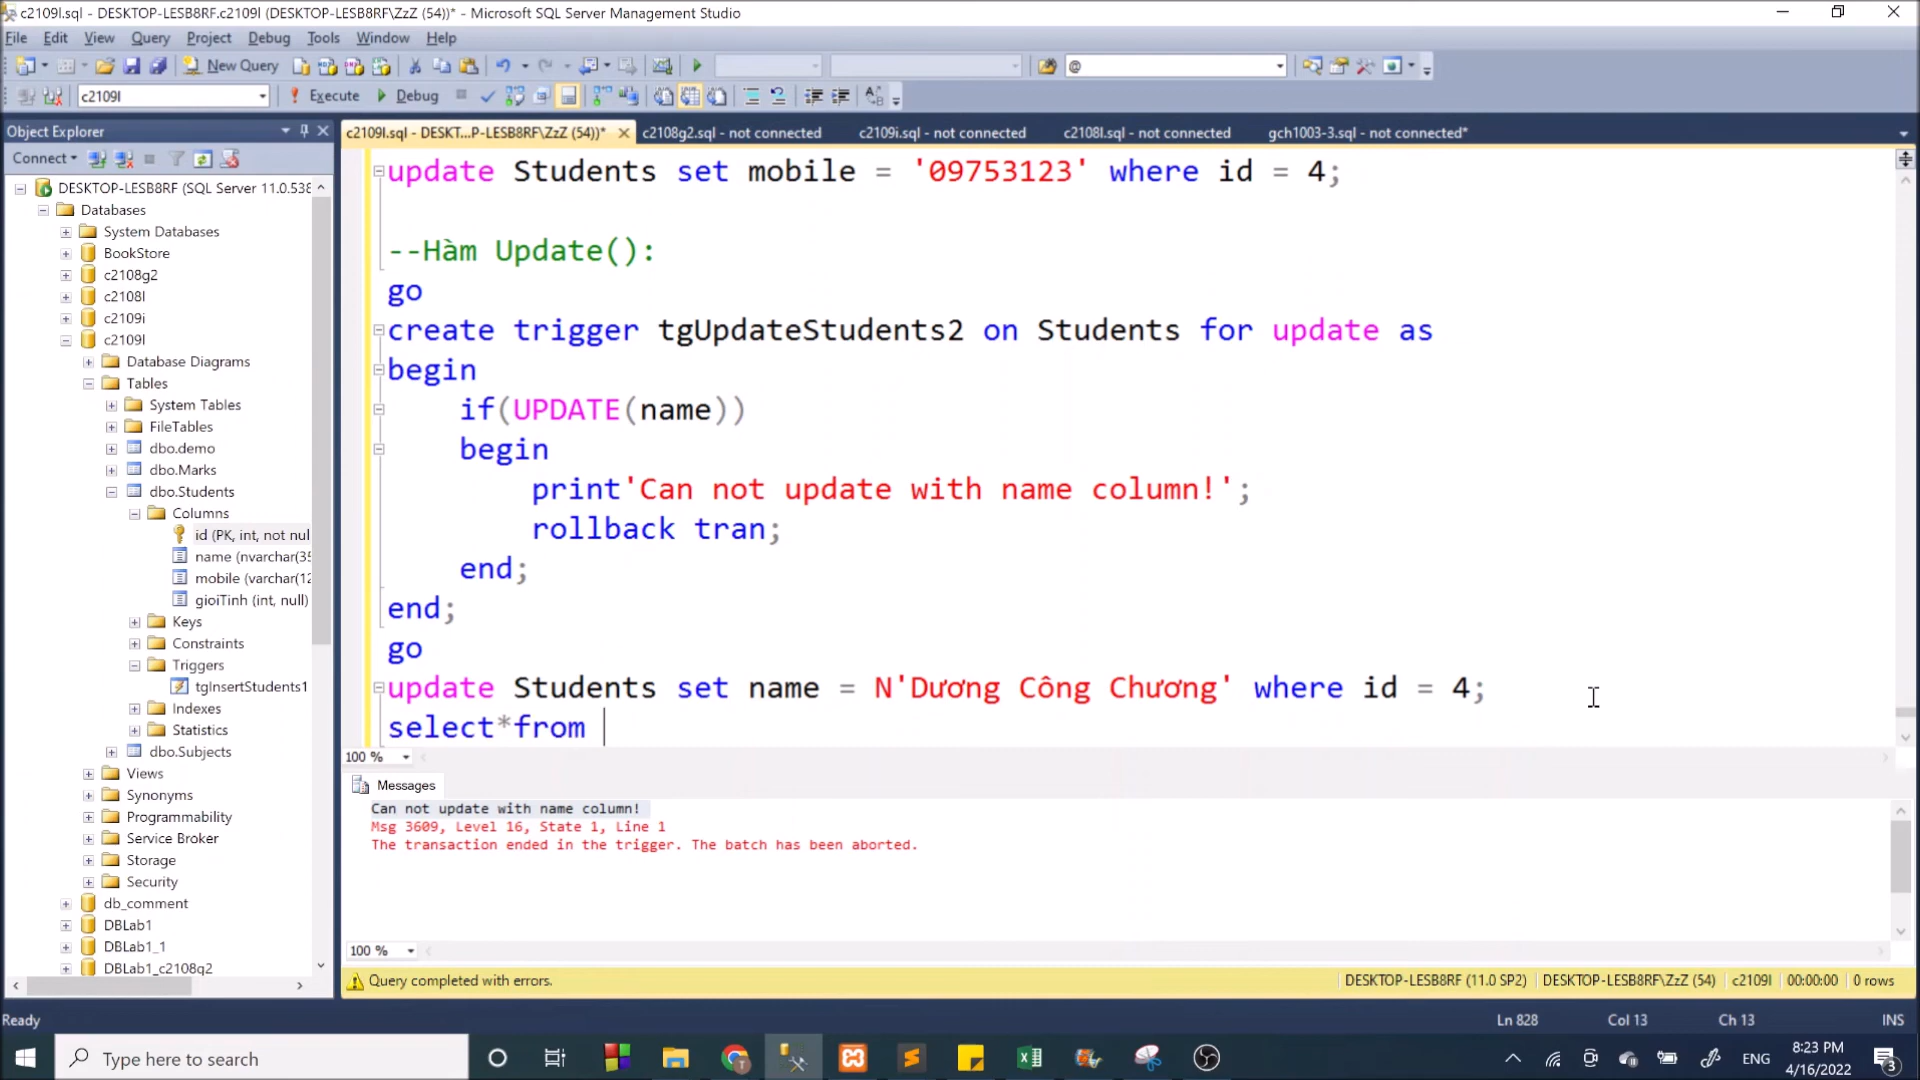 c2109l.sql - DESKTOP-LESB8RF.c2109l (DESKTOP-LESB8RF\ZzZ (54))* - Microsoft SQL Server Management Studio
File Edit View Query Project Debug Tools Window Help
New Query
@
c2109l
Execute
Debug
Object Explorer
Connect
DESKTOP-LESB8RF (SQL Server 11.0.538
Databases
System Databases
BookStore
c2108g2
c2108l
c2109i
c2109l
Database Diagrams
Tables
System Tables
FileTables
dbo.demo
dbo.Marks
dbo.Students
Columns
id (PK, int, not nul
name (nvarchar(35
mobile (varchar(12
gioiTinh (int, null)
Keys
Constraints
Triggers
tgInsertStudents1
Indexes
Statistics
dbo.Subjects
Views
Synonyms
Programmability
Service Broker
Storage
Security
db_comment
DBLab1
DBLab1_1
DBLab1_c2108g2
c2109l.sql - DESKT...P-LESB8RF\ZzZ (54))*
c2108g2.sql - not connected
c2109i.sql - not connected
c2108l.sql - not connected
gch1003-3.sql - not connected*
update Students set mobile = '09753123' where id = 4;
--Hàm Update():
go
create trigger tgUpdateStudents2 on Students for update as
begin
if(UPDATE(name))
begin
print'Can not update with name column!';
rollback tran;
end;
end;
go
update Students set name = N'Dương Công Chương' where id = 4;
select*from
100 %
Messages
Can not update with name column!
Msg 3609, Level 16, State 1, Line 1
The transaction ended in the trigger. The batch has been aborted.
100 %
Query completed with errors.
DESKTOP-LESB8RF (11.0 SP2)
DESKTOP-LESB8RF\ZzZ (54)
c2109l
00:00:00
0 rows
Ready
Ln 828
Col 13
Ch 13
INS
Type here to search
ENG
8:23 PM
4/16/2022
3